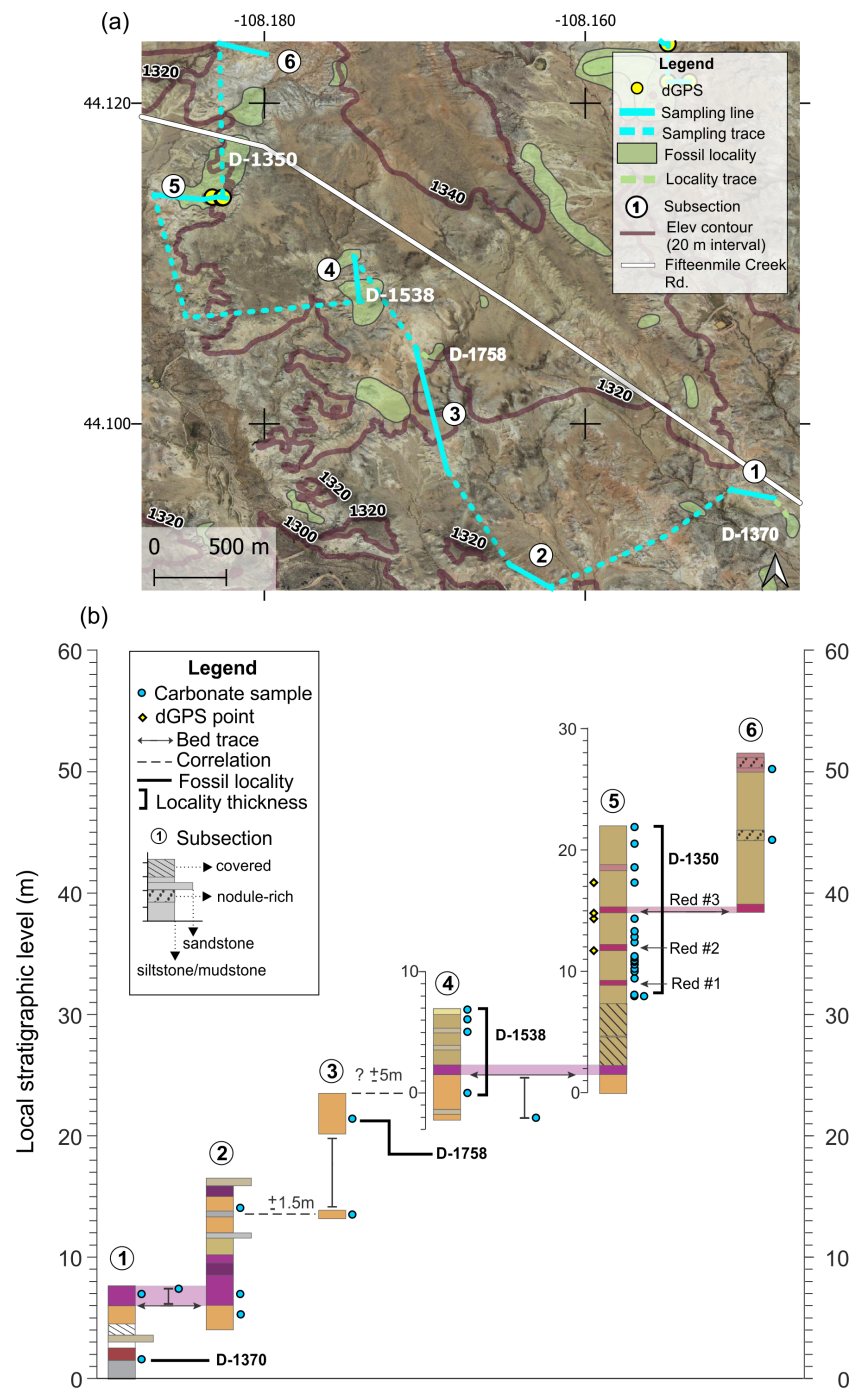 (a)
-108.180
-108.160
44.120
44.100
1320
6
D-1350
5
1340
4
D-1538
D-1758
3
1320
1
D-1370
2
1320
1320
1320
1300
1320
0 500 m
Legend
dGPS
Sampling line
Sampling trace
Fossil locality
Locality trace
1 Subsection
Elev contour
(20 m interval)
Fifteenmile Creek
Rd.
(b)
Local stratigraphic level (m)
60
50
40
30
20
10
0
Legend
Carbonate sample
dGPS point
Bed trace
Correlation
Fossil locality
Locality thickness
1 Subsection
covered
nodule-rich
sandstone
siltstone/mudstone
1
D-1370
2
±1.5m
3
? ±5m
D-1758
4
10
0
D-1538
5
30
20
10
0
D-1350
Red #3
Red #2
Red #1
6
60
50
40
30
20
10
0